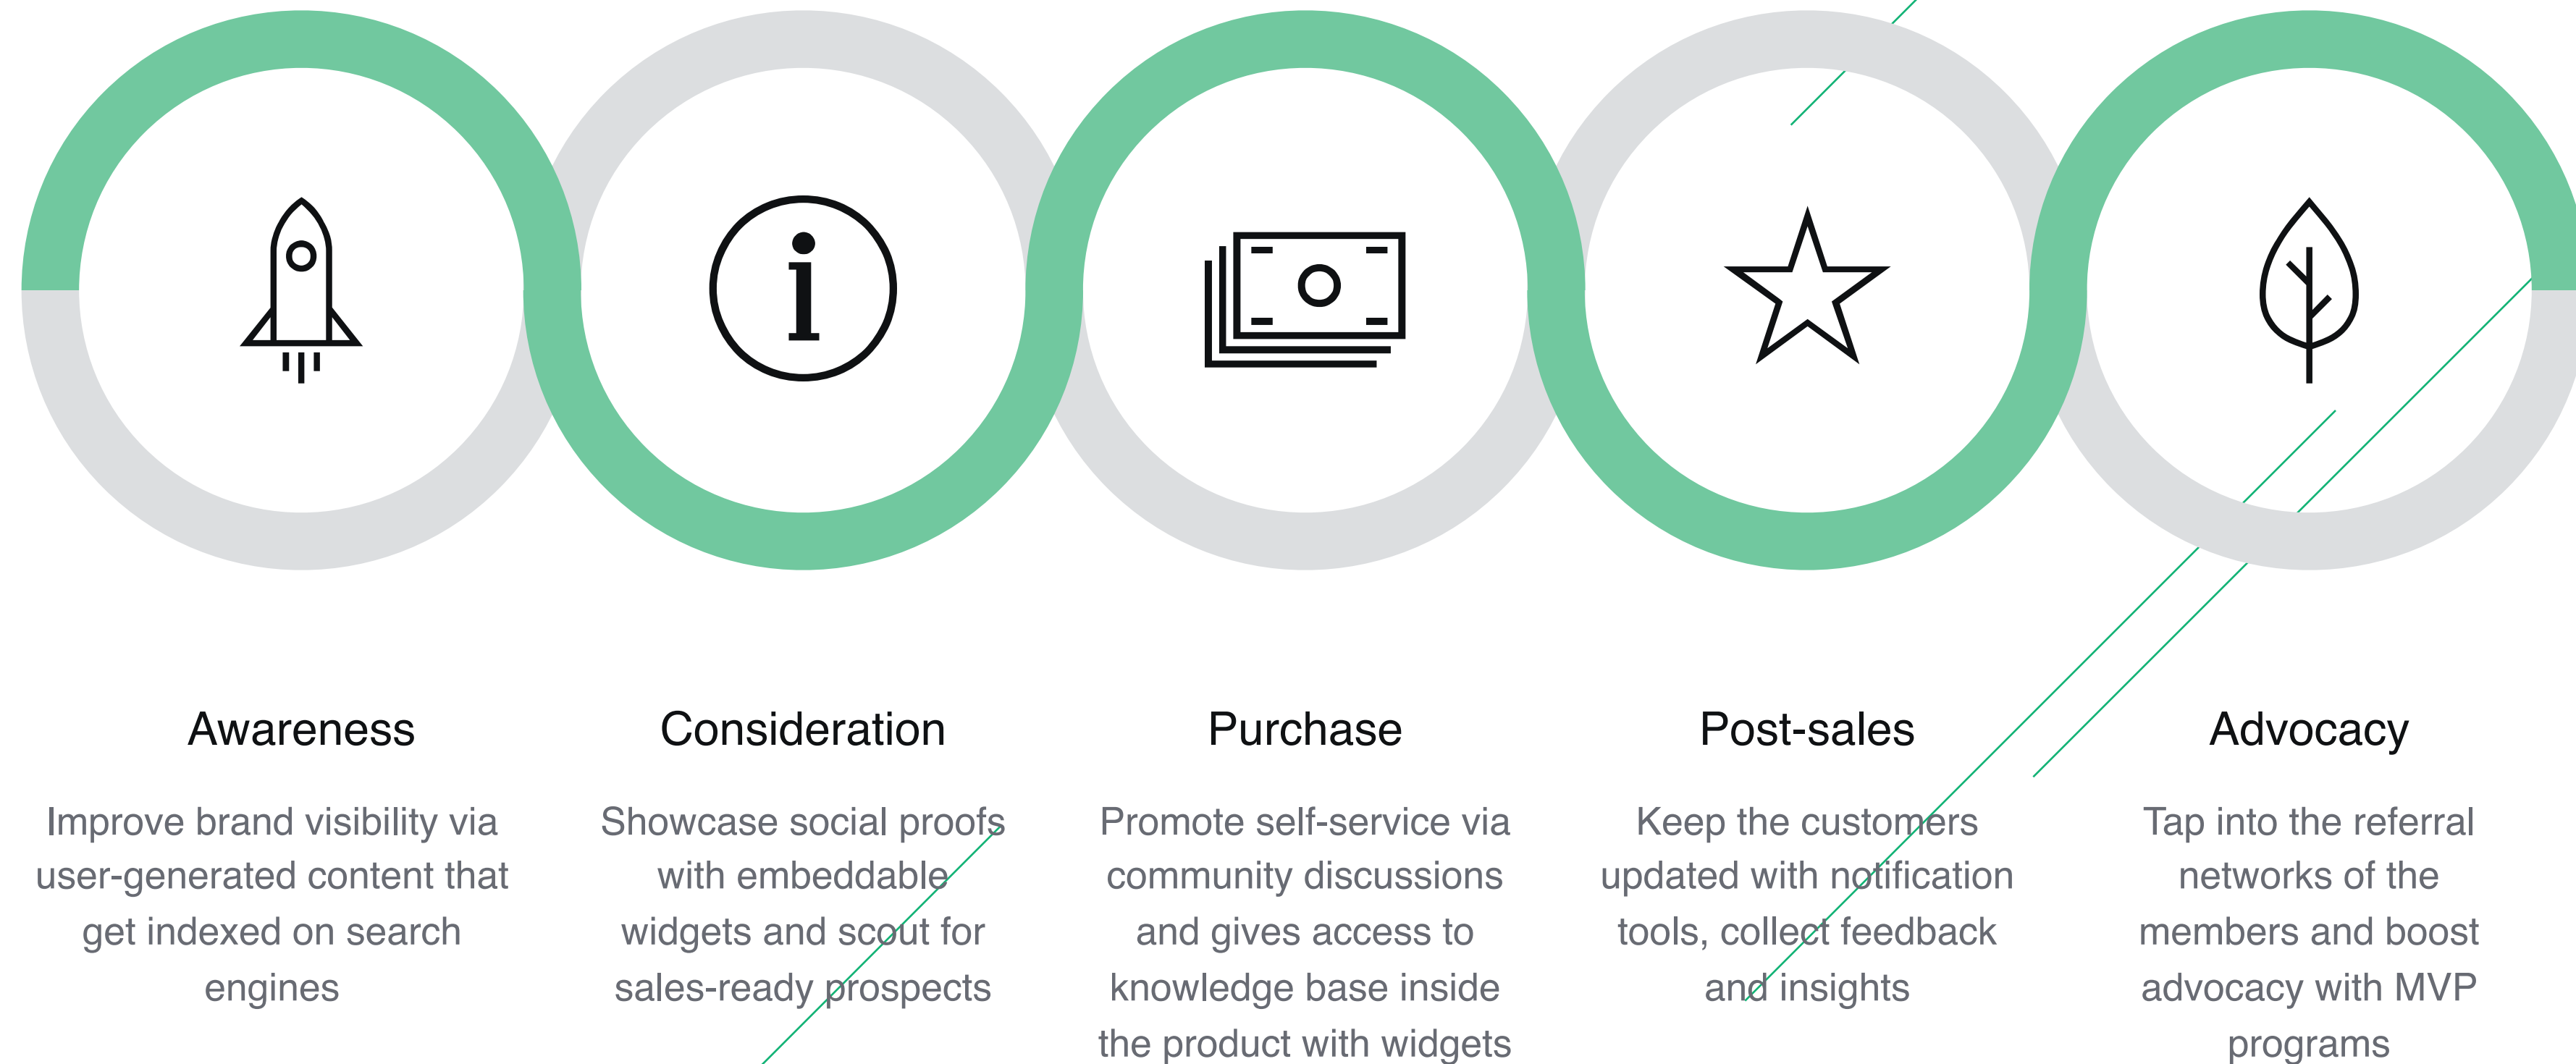 Awareness
Improve brand visibility via
user-generated content that
get indexed on search
engines
Consideration
Showcase social proofs
with embeddable
widgets and scout for
sales-ready prospects
Purchase
Promote self-service via
community discussions
and gives access to
knowledge base inside
the product with widgets
Post-sales
Keep the customers
updated with notification
tools, collect feedback
and insights
Advocacy
Tap into the referral
networks of the
members and boost
advocacy with MVP
programs